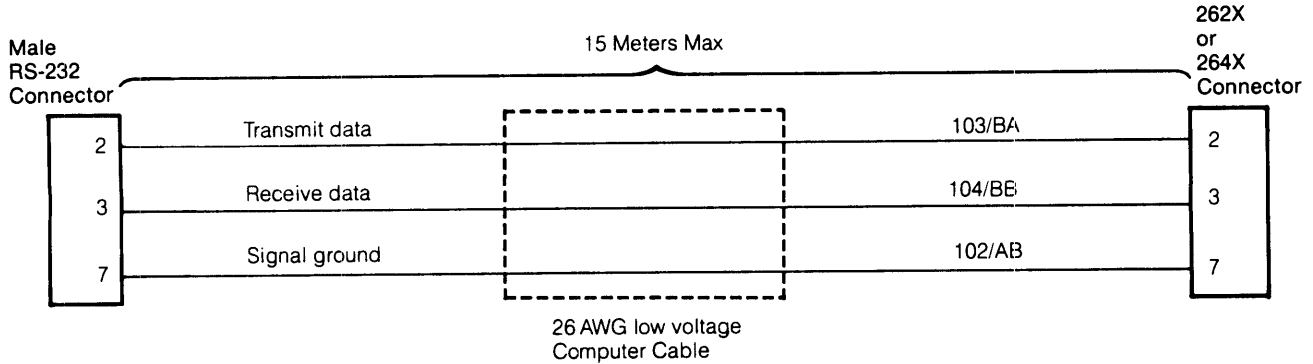 262X
or
264X
Connector
Male
RS-232
Connector
15 Meters Max
2
Transmit data
103/BA
2
3
Receive data
104/BB
3
7
Signal ground
102/AB
7
26 AWG low voltage
Computer Cable